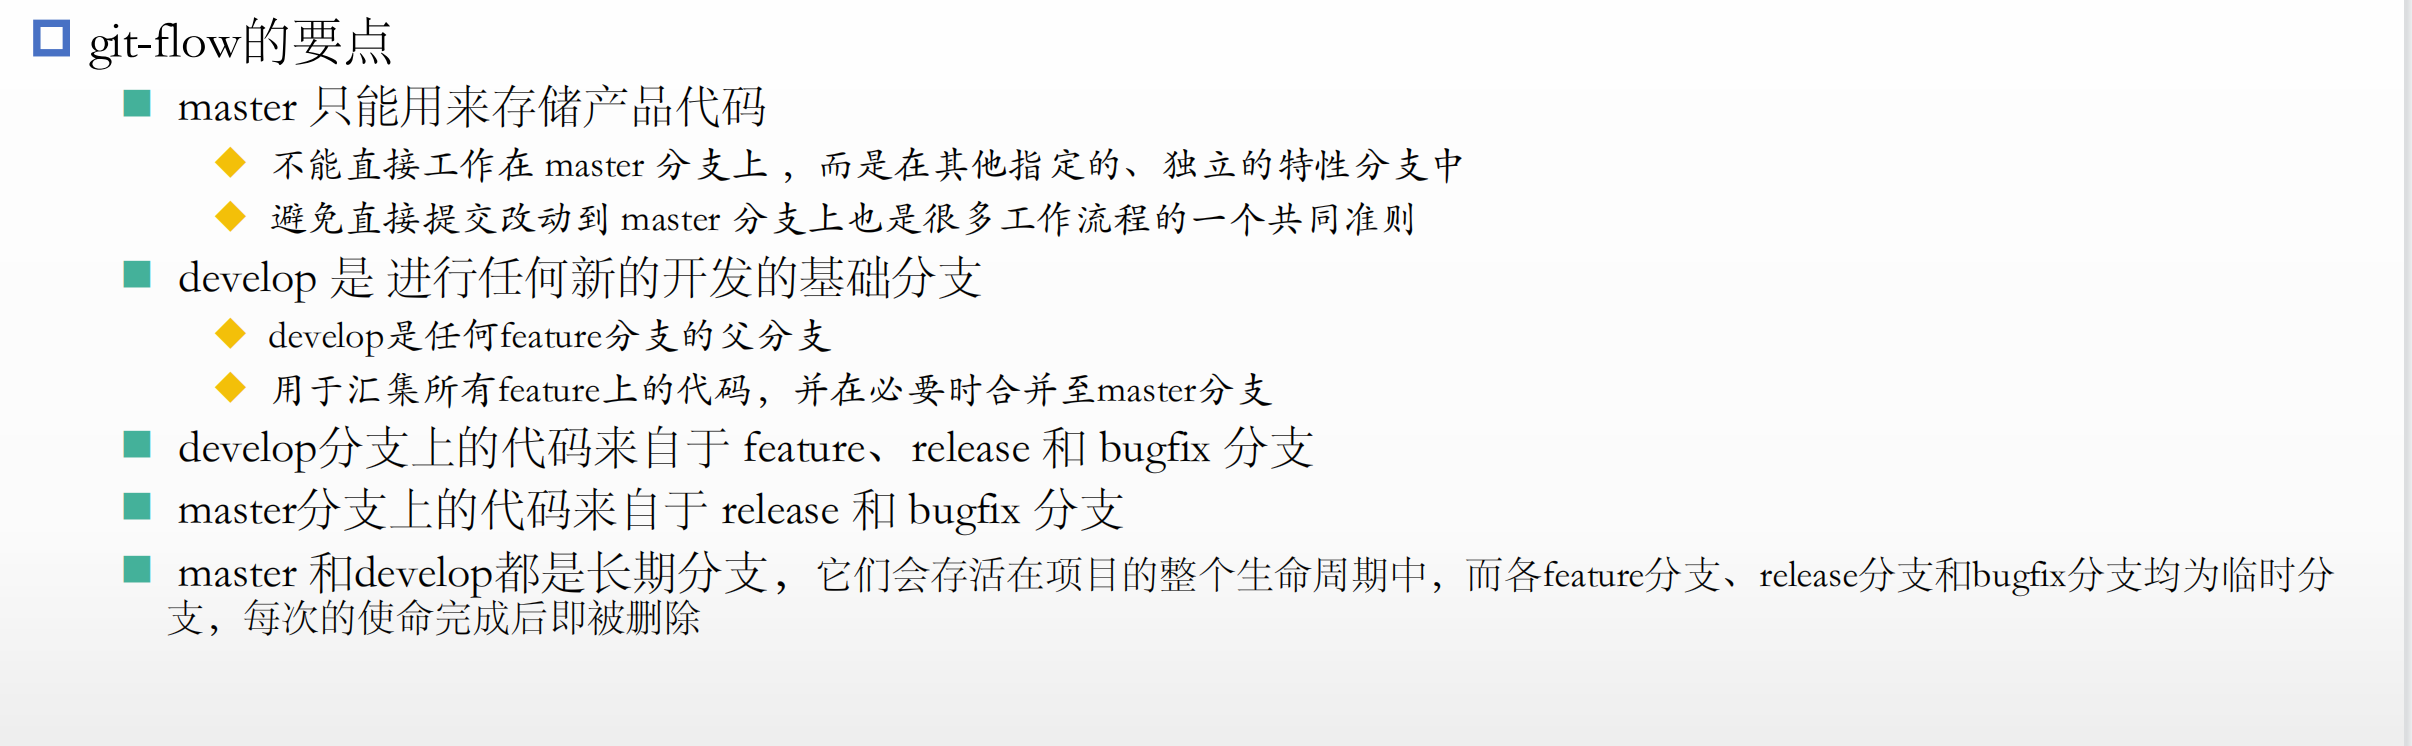 git-flow的要点
master 只能用来存储产品代码
不能直接工作在 master 分支上 ，而是在其他指定的、独立的特性分支中
避免直接提交改动到 master 分支上也是很多工作流程的一个共同准则
develop 是 进行任何新的开发的基础分支
develop是任何feature分支的父分支
用于汇集所有feature上的代码，并在必要时合并至master分支
develop分支上的代码来自于 feature、release 和 bugfix 分支
master分支上的代码来自于 release 和 bugfix 分支
master 和develop都是长期分支，它们会存活在项目的整个生命周期中，而各feature分支、release分支和bugfix分支均为临时分
支，每次的使命完成后即被删除